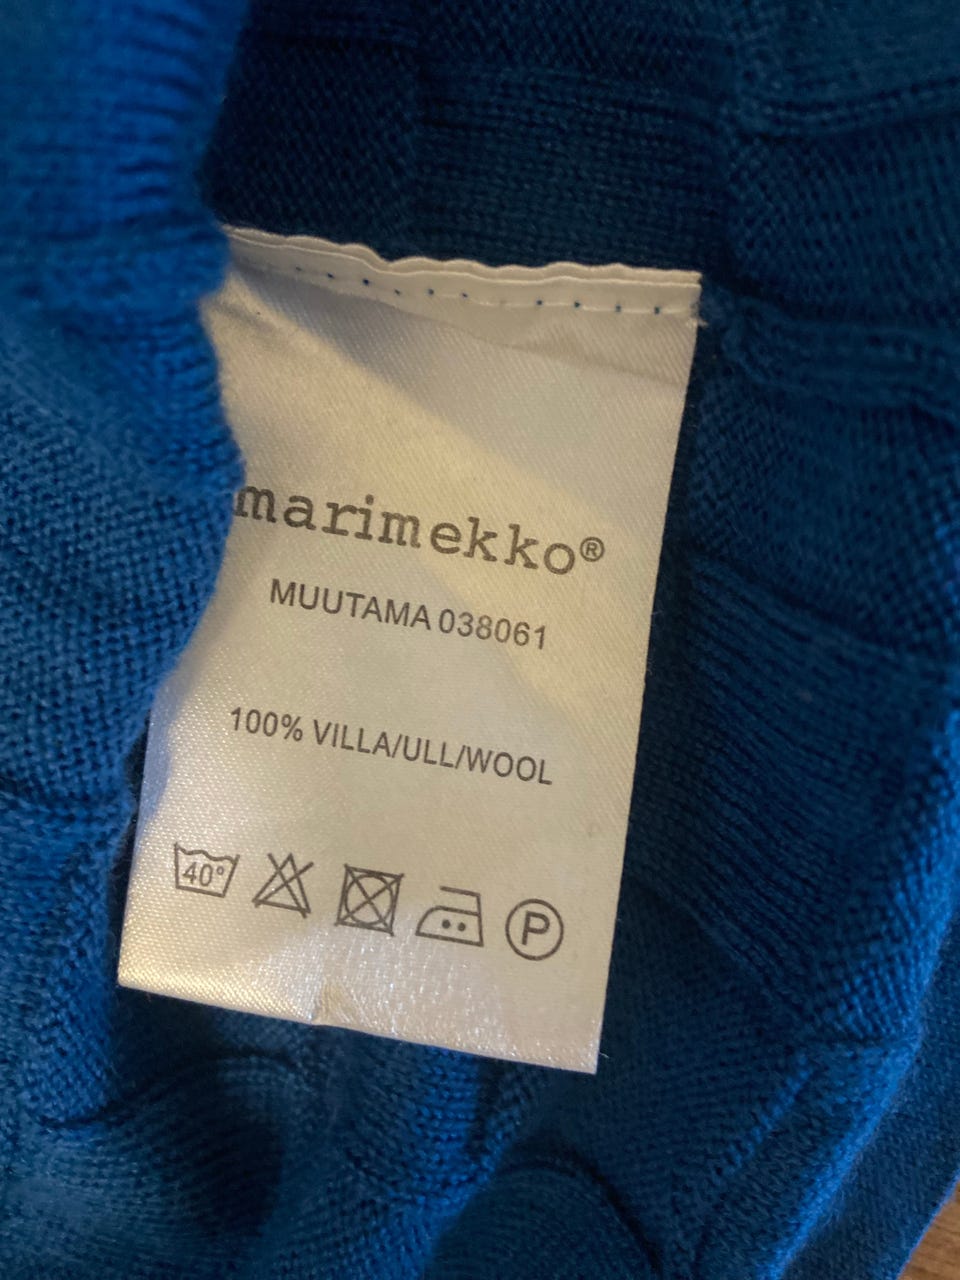 marimekko®
MUUTAMA 038061
100% VILLA/ULL/WOOL
40° P